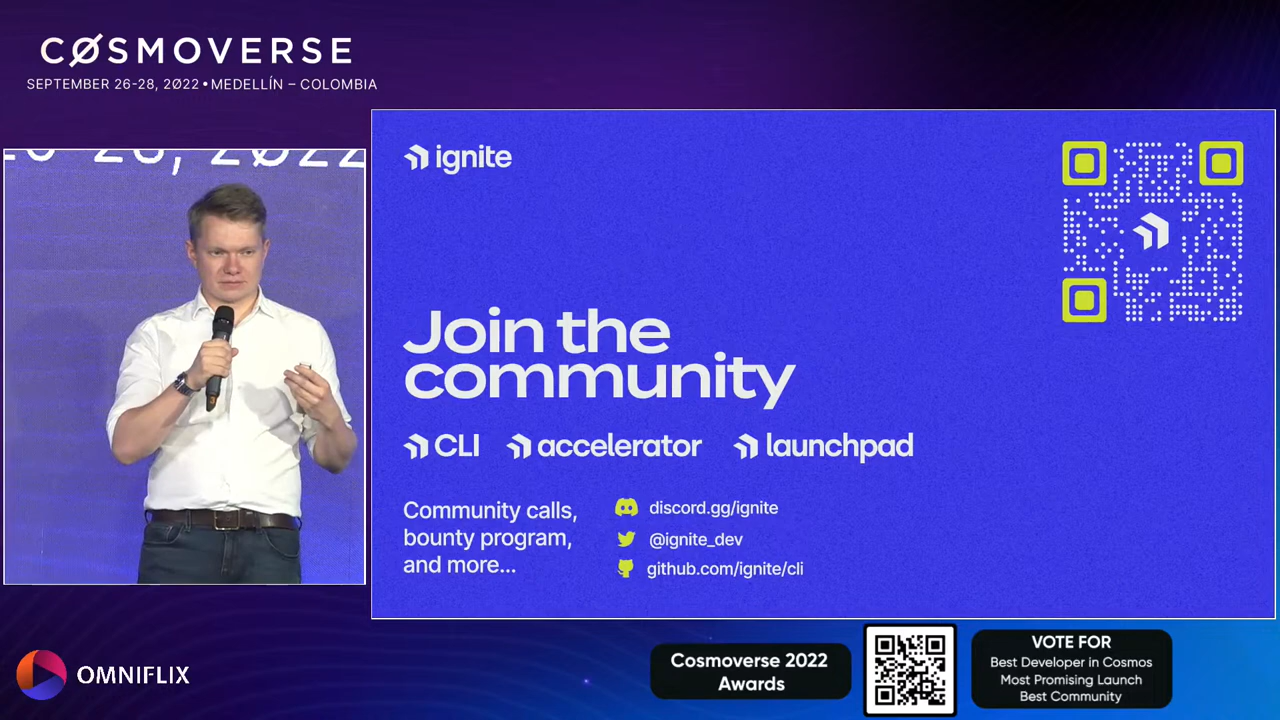 CØSMOVERSE
SEPTEMBER 26-28, 2Ø22 • MEDELLÍN – COLOMBIA
ignite
Join the
community
CLI accelerator launchpad
Community calls,
bounty program,
and more...
discord.gg/ignite
@ignite_dev
github.com/ignite/cli
OMNIFLIX
Cosmoverse 2022
Awards
VOTE FOR
Best Developer in Cosmos
Most Promising Launch
Best Community